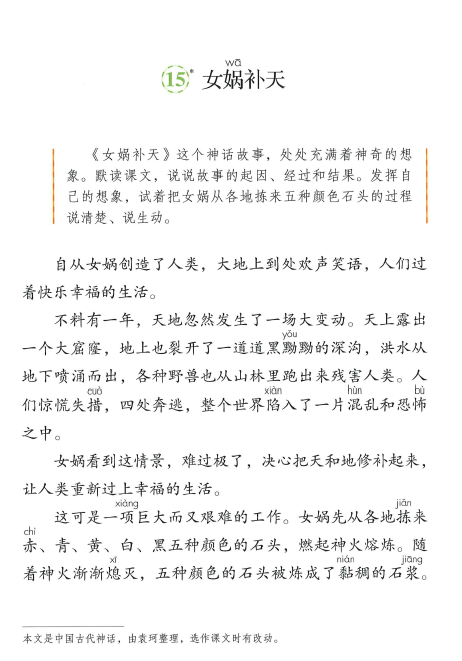 wā
15* 女娲补天
《女娲补天》这个神话故事，处处充满着神奇的想
象。默读课文，说说故事的起因、经过和结果。发挥自
己的想象，试着把女娲从各地拣来五种颜色石头的过程
说清楚、说生动。
自从女娲创造了人类，大地上到处欢声笑语，人们过
着快乐幸福的生活。
不料有一年，天地忽然发生了一场大变动。天上露出
yǒu
一个大窟窿，地上也裂开了一道道黑黝黝的深沟，洪水从
地下喷涌而出，各种野兽也从山林里跑出来残害人类。人
cuò xiàn hùn bù
们惊慌失措，四处奔逃，整个世界陷入了一片混乱和恐怖
之中。
女娲看到这情景，难过极了，决心把天和地修补起来，
让人类重新过上幸福的生活。
xiàng jiǎn
这可是一项巨大而又艰难的工作。女娲先从各地拣来
chì
赤、青、黄、白、黑五种颜色的石头，燃起神火熔炼。随
xī nián jiāng
着神火渐渐熄灭，五种颜色的石头被炼成了黏稠的石浆。
本文是中国古代神话，由袁珂整理，选作课文时有改动。